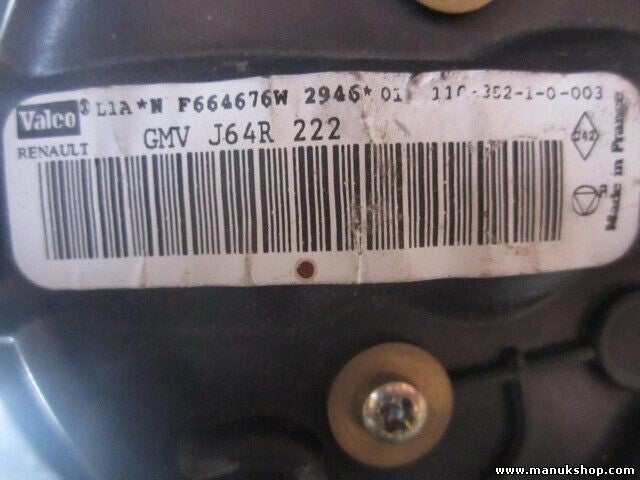 Valeo® L1A*N F664676W 2946*01 110-352-1-0-003
RENAULT GMV J64R 222
D42
Made in France
www.manukshop.com